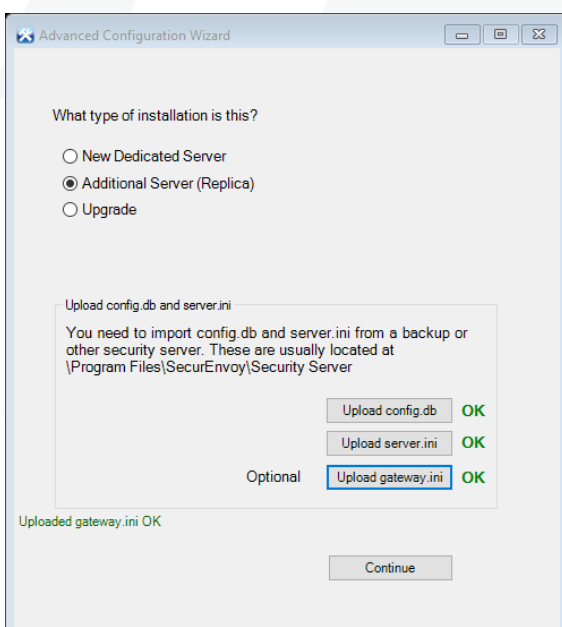 Advanced Configuration Wizard
What type of installation is this?
New Dedicated Server
Additional Server (Replica)
Upgrade
Upload config.db and server.ini
You need to import config.db and server.ini from a backup or
other security server. These are usually located at
\Program Files\SecurEnvoy\Security Server
Upload config.db OK
Upload server.ini OK
Optional Upload gateway.ini OK
Uploaded gateway.ini OK
Continue